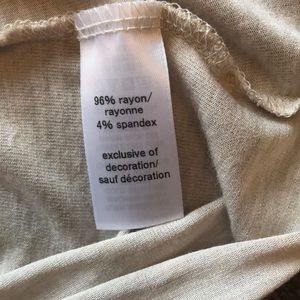 96% rayon/
rayonne
4% spandex
exclusive of
decoration/
sauf décoration